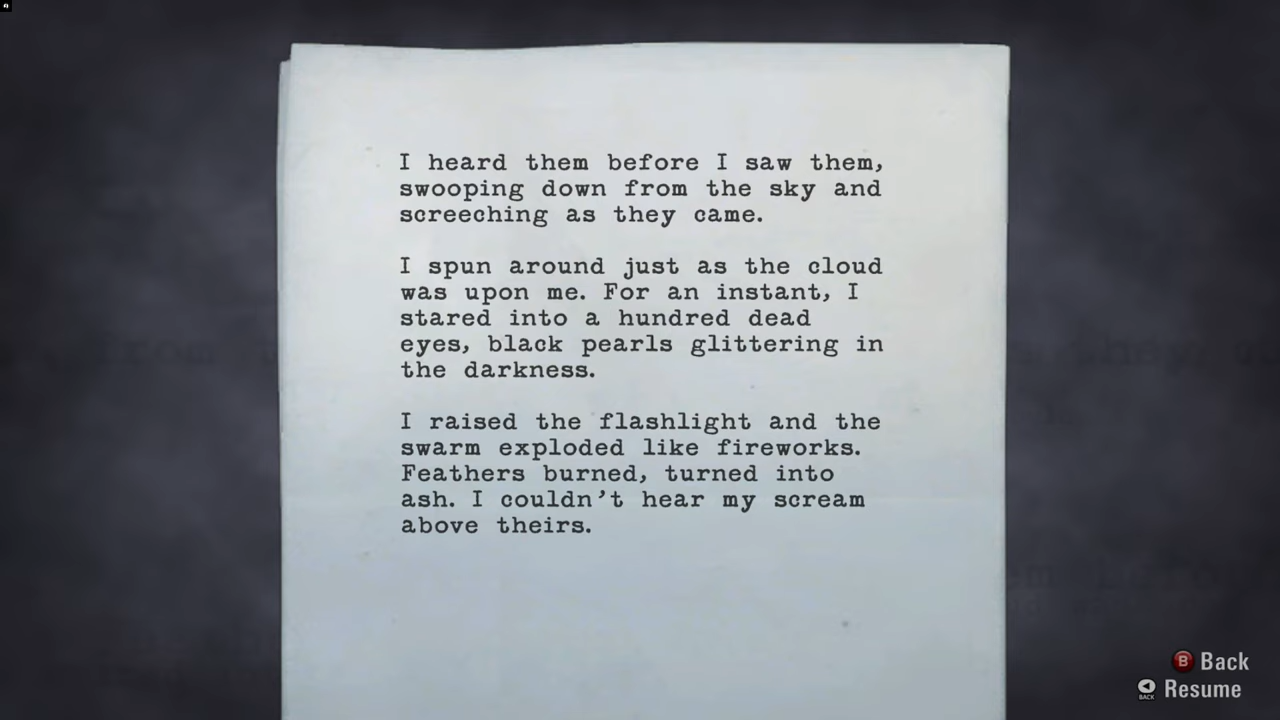 I heard them before I saw them,
swooping down from the sky and
screeching as they came.
I spun around just as the cloud
was upon me. For an instant, I
stared into a hundred dead
eyes, black pearls glittering in
the darkness.
I raised the flashlight and the
swarm exploded like fireworks.
Feathers burned, turned into
ash. I couldn't hear my scream
above theirs.
B Back
BACK Resume